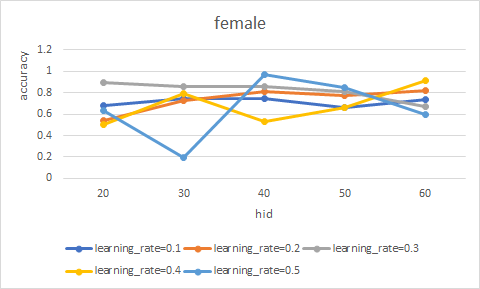 female
accuracy
1.2
1
0.8
0.6
0.4
0.2
0
20 30 40 50 60
hid
learning_rate=0.1 learning_rate=0.2 learning_rate=0.3
learning_rate=0.4 learning_rate=0.5